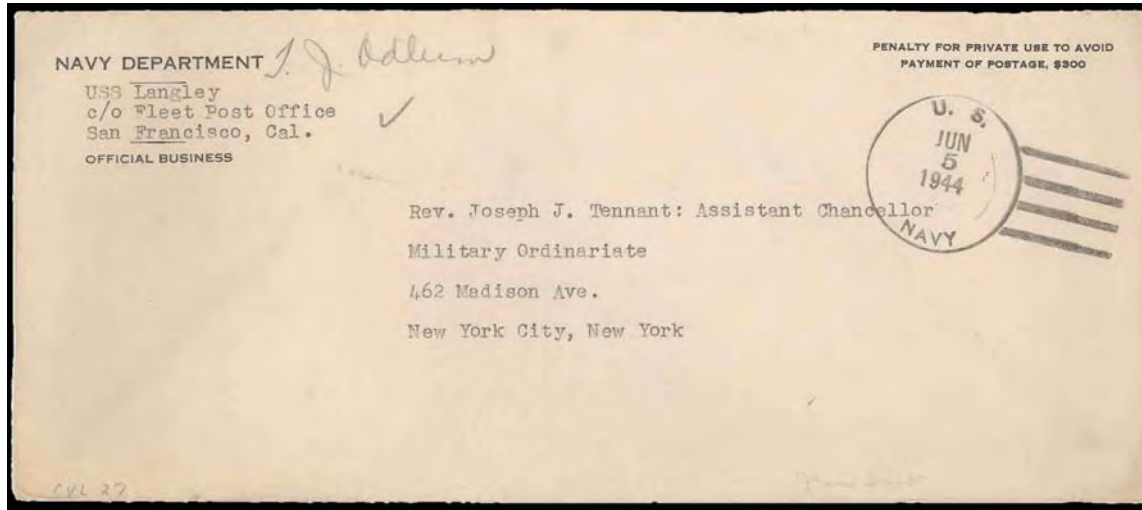 NAVY DEPARTMENT T. J. Odlum
USS Langley
c/o Fleet Post Office
San Francisco, Cal.
OFFICIAL BUSINESS
PENALTY FOR PRIVATE USE TO AVOID
PAYMENT OF POSTAGE, $300
U. S.
JUN
5
1944
NAVY
Rev. Joseph J. Tennant: Assistant Chancellor
Military Ordinariate
462 Madison Ave.
New York City, New York
CVL 27